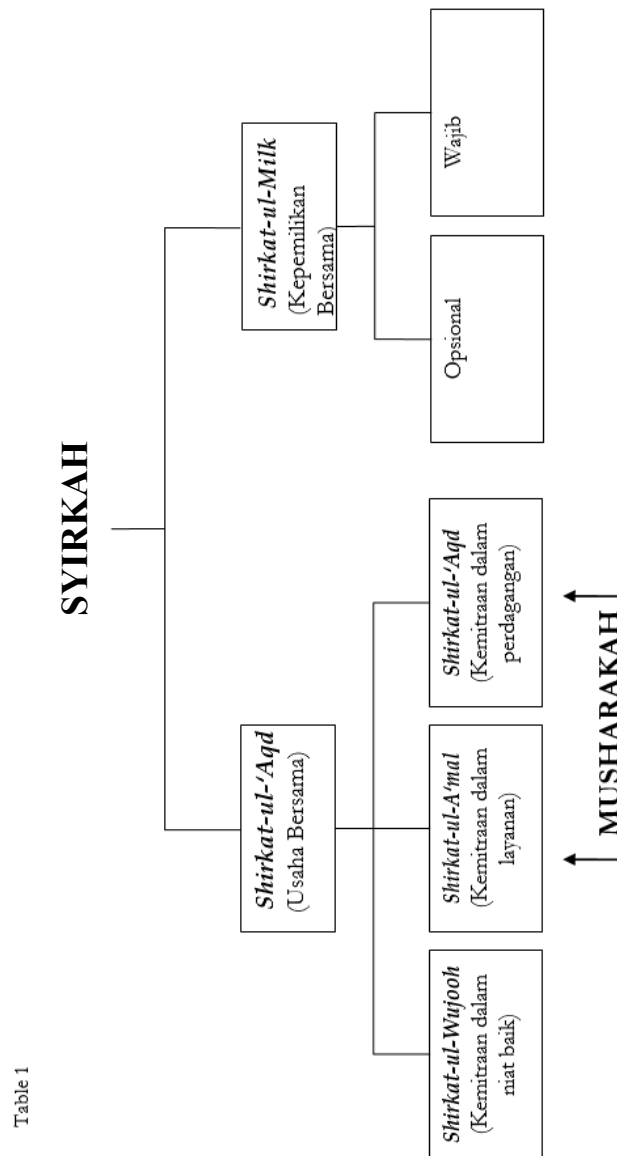 Table 1
SYIRKAH
Shirkat-ul-‘Aqd
(Usaha Bersama)
Shirkat-ul-Milk
(Kepemilikan
Bersama)
Shirkat-ul-Wujooh
(Kemitraan dalam
niat baik)
Shirkat-ul-A‘mal
(Kemitraan dalam
layanan)
Shirkat-ul-‘Aqd
(Kemitraan dalam
perdagangan)
Opsional
Wajib
MUSHARAKAH